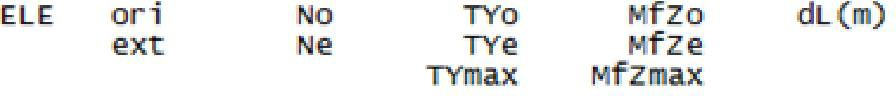 ELE ori No TYo MfZo dL(m)
ext Ne TYe MfZe
TYmax MfZmax